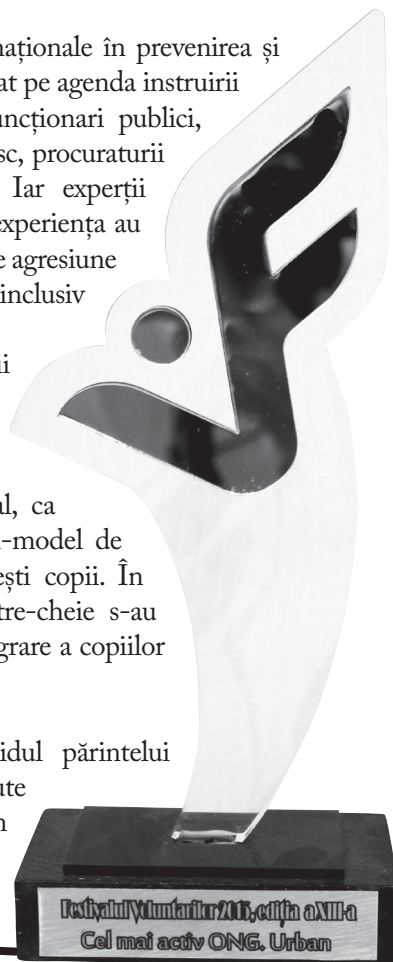 naționale în prevenirea și
at pe agenda instruirii
uncționari publici,
sc, procuraturii
Iar experții
experiența au
e agresiune
inclusiv
ii
al, ca
-model de
ești copii. În
tre-cheie s-au
grare a copiilor
idul părintelui
ute
n
Festivalul Voluntarilor 2015, ediția a XIII-a
Cel mai activ ONG. Urban